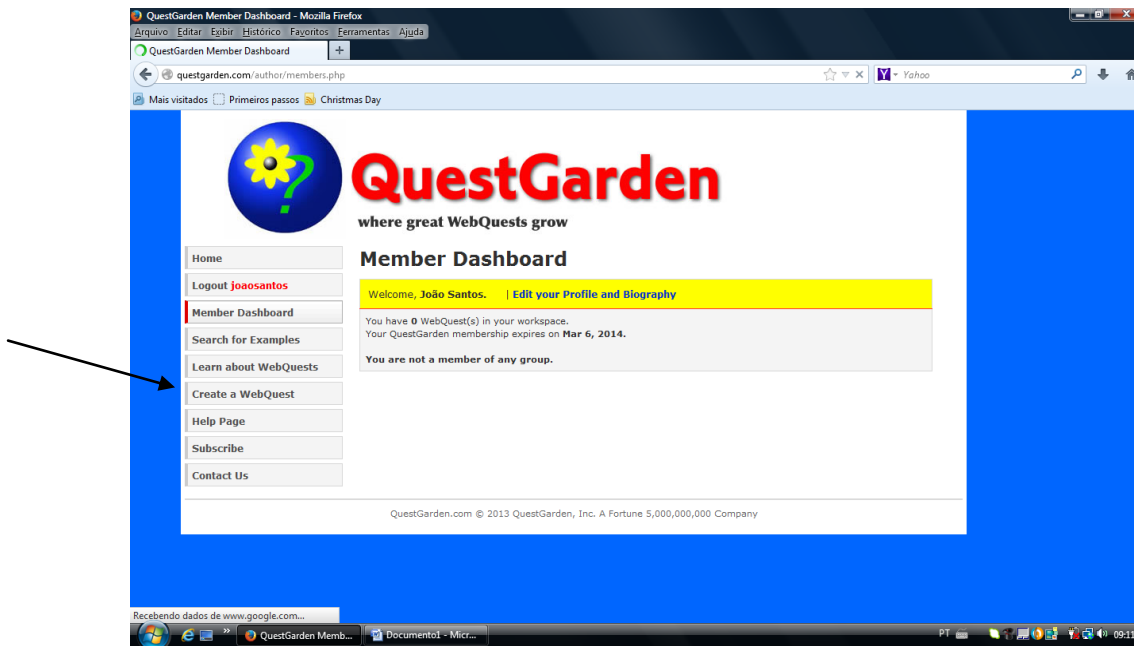 QuestGarden Member Dashboard - Mozilla Firefox
Arquivo Editar Exibir Histórico Favoritos Ferramentas Ajuda
QuestGarden Member Dashboard +
questgarden.com/author/members.php Y - Yahoo
Mais visitados Primeiros passos Christmas Day
?
QuestGarden
where great WebQuests grow
Home
Logout joaosantos
Member Dashboard
Search for Examples
Learn about WebQuests
Create a WebQuest
Help Page
Subscribe
Contact Us
Member Dashboard
Welcome, João Santos. | Edit your Profile and Biography
You have 0 WebQuest(s) in your workspace.
Your QuestGarden membership expires on Mar 6, 2014.
You are not a member of any group.
QuestGarden.com © 2013 QuestGarden, Inc. A Fortune 5,000,000,000 Company
Recebendo dados de www.google.com...
» QuestGarden Memb... Documento1 - Micr... PT 09:11